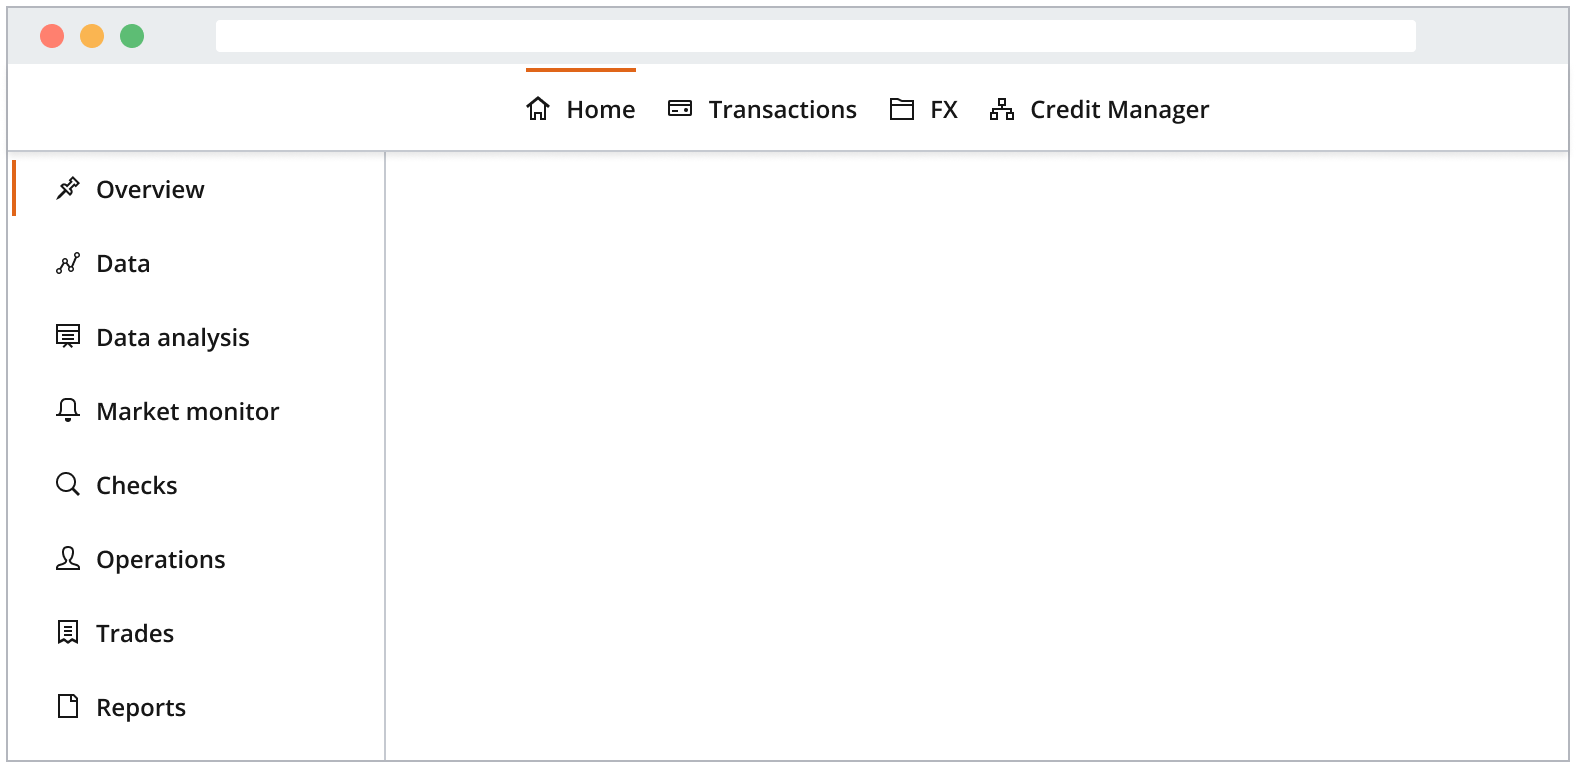 Home Transactions FX Credit Manager
Overview
Data
Data analysis
Market monitor
Checks
Operations
Trades
Reports